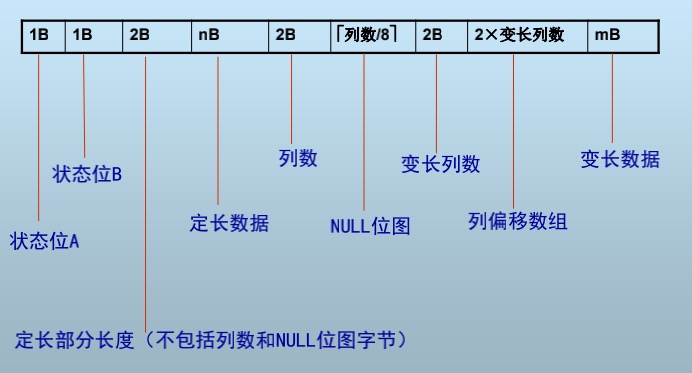 1B 1B 2B nB 2B ⌈列数/8⌉ 2B 2×变长列数 mB
列数
变长列数
变长数据
状态位B
定长数据
NULL位图
列偏移数组
状态位A
定长部分长度（不包括列数和NULL位图字节）